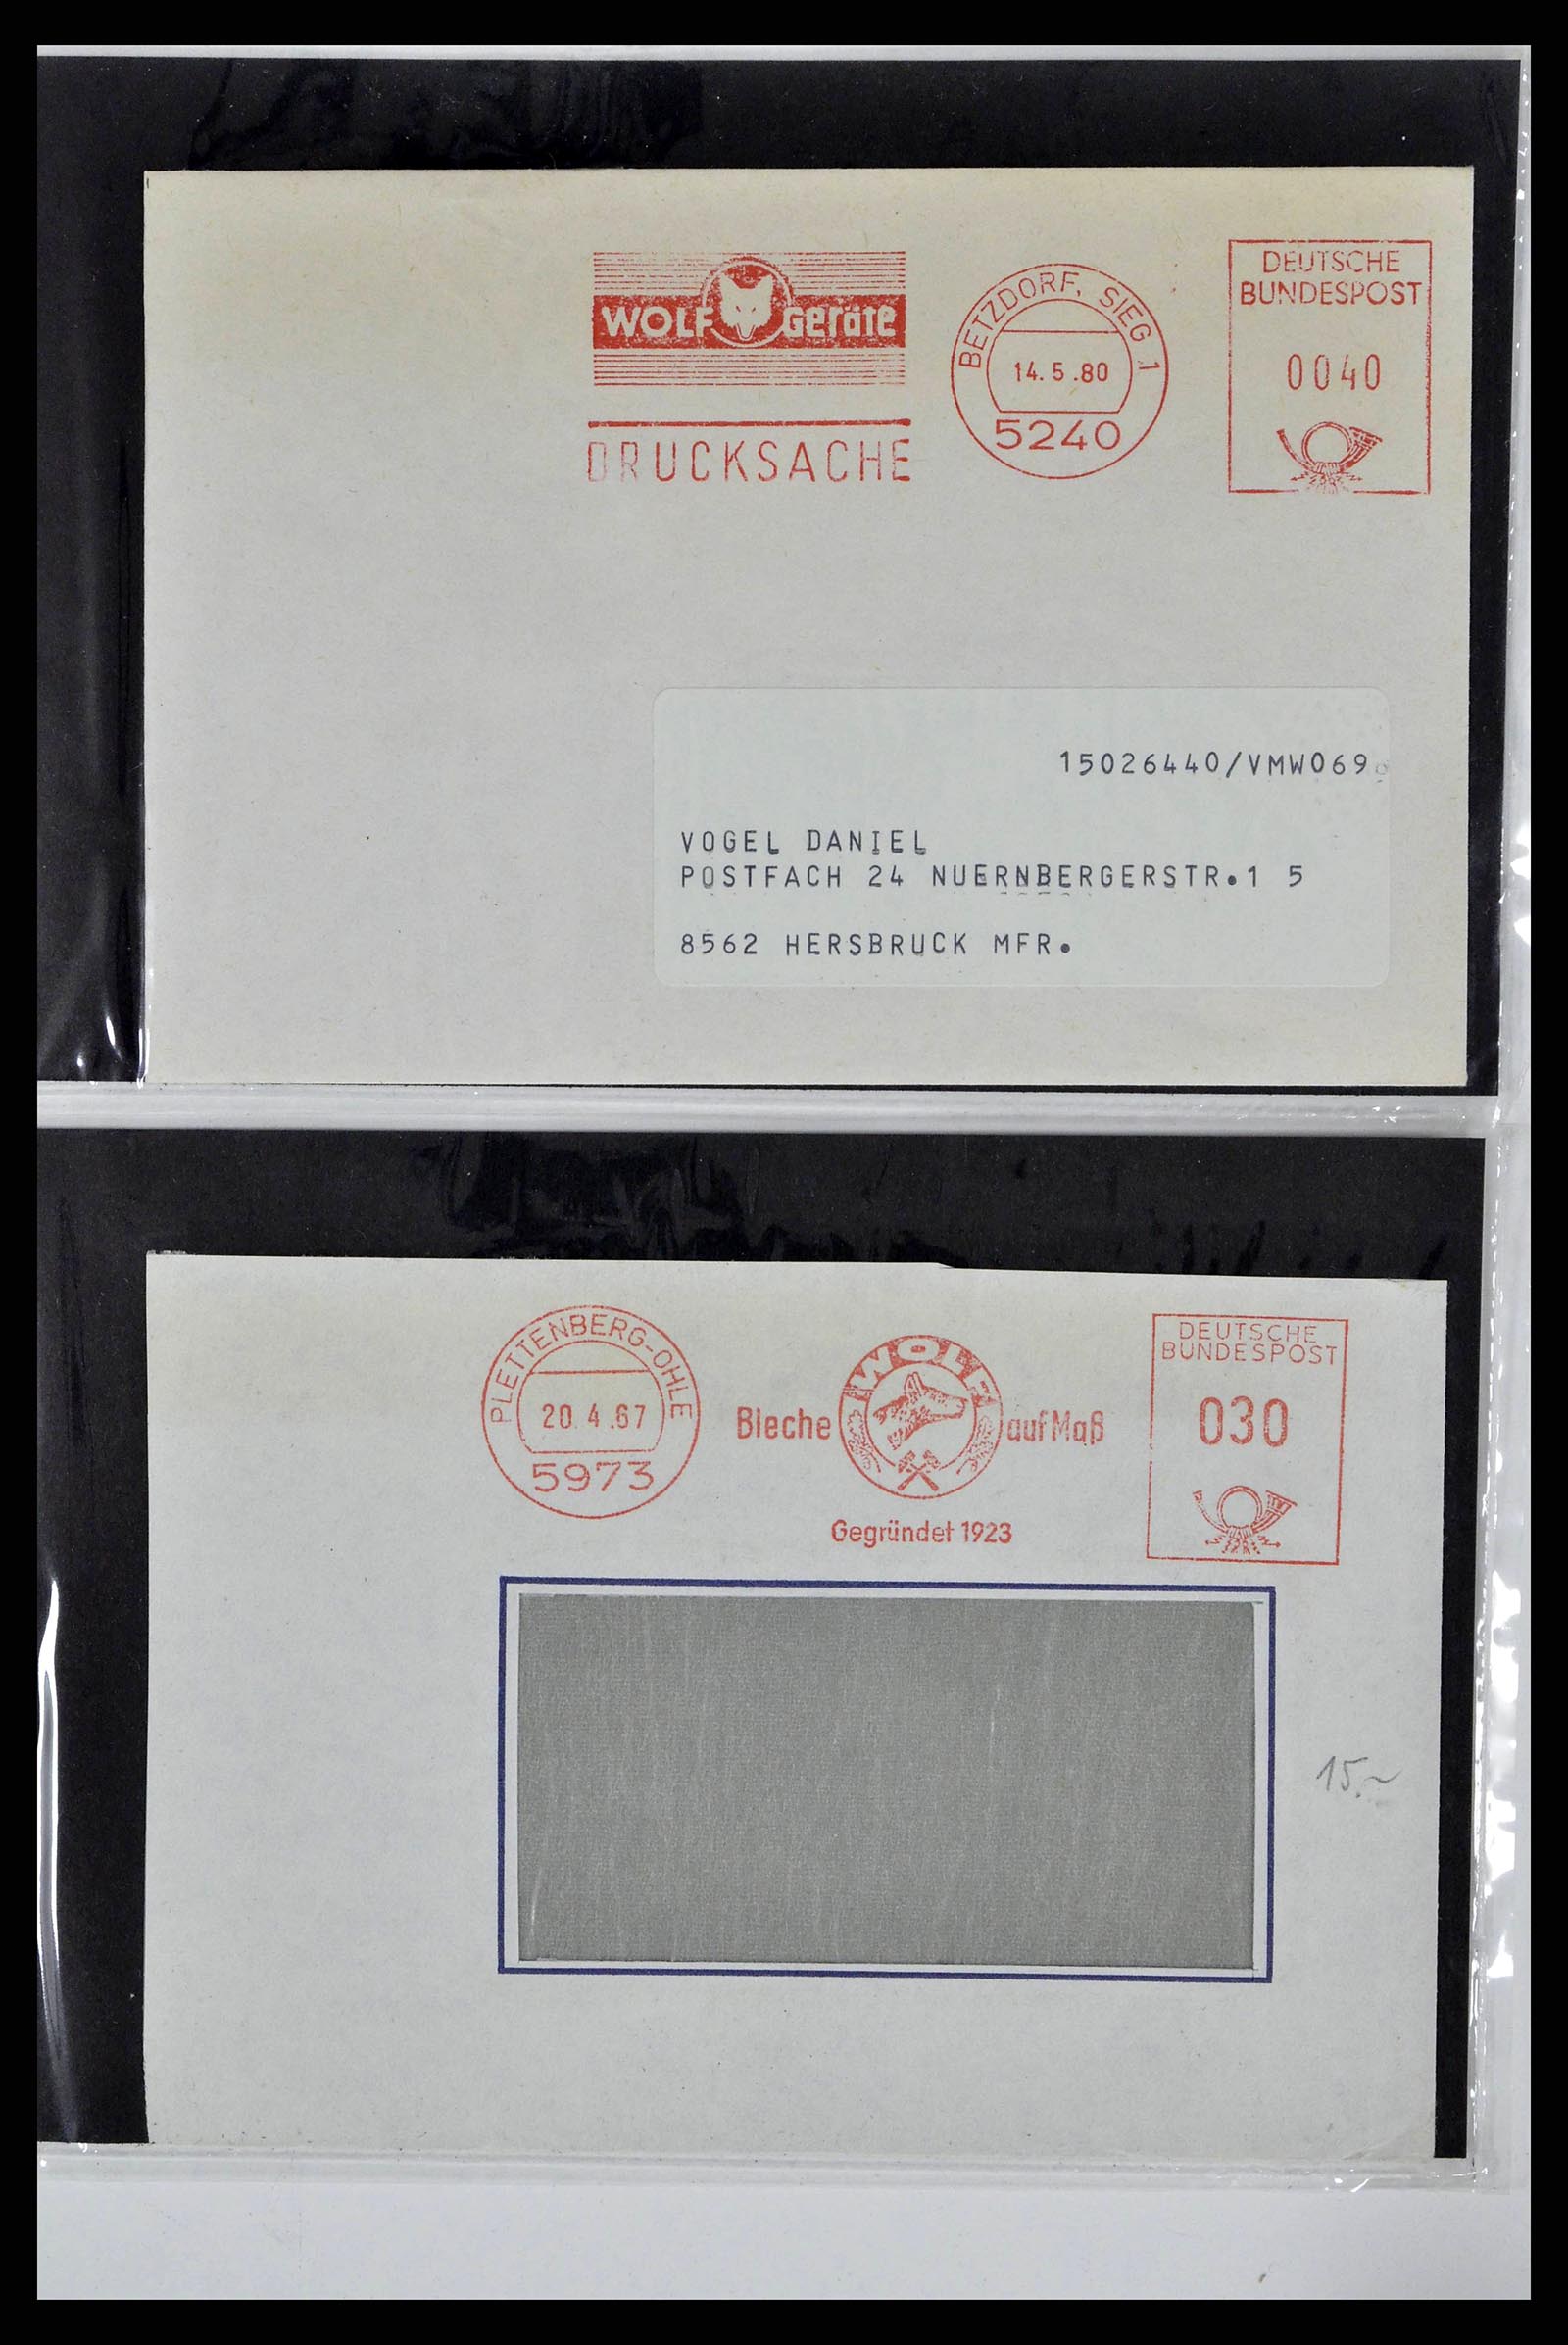 WOLF Geräte
DRUCKSACHE
BETZDORF, SIEG 1
14.5.80
5240
DEUTSCHE
BUNDESPOST
0040
15026440/VMW069
VOGEL DANIEL
POSTFACH 24 NUERNBERGERSTR.1 5
8562 HERSBRUCK MFR.
PLETTENBERG-OHLE
20.4.67
5973
WOLF
Bleche auf Maß
Gegründet 1923
DEUTSCHE
BUNDESPOST
030
15.-